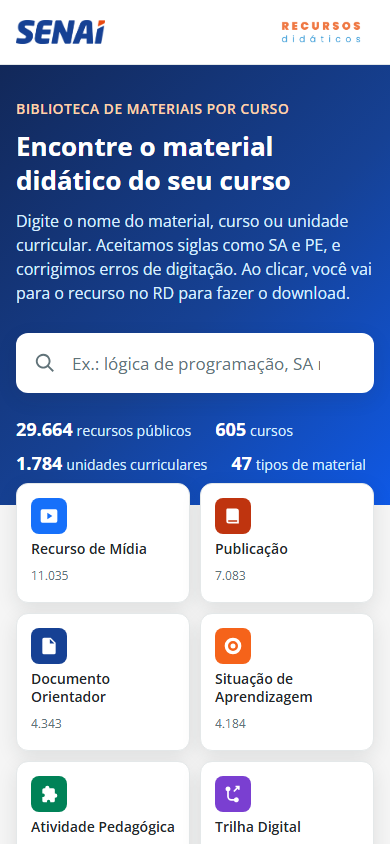 SENAI
RECURSOS
didáticos
BIBLIOTECA DE MATERIAIS POR CURSO
Encontre o material
didático do seu curso
Digite o nome do material, curso ou unidade
curricular. Aceitamos siglas como SA e PE, e
corrigimos erros de digitação. Ao clicar, você vai
para o recurso no RD para fazer o download.
Ex.: lógica de programação, SA
29.664 recursos públicos 605 cursos
1.784 unidades curriculares 47 tipos de material
Recurso de Mídia
11.035
Publicação
7.083
Documento
Orientador
4.343
Situação de
Aprendizagem
4.184
Atividade Pedagógica
Trilha Digital